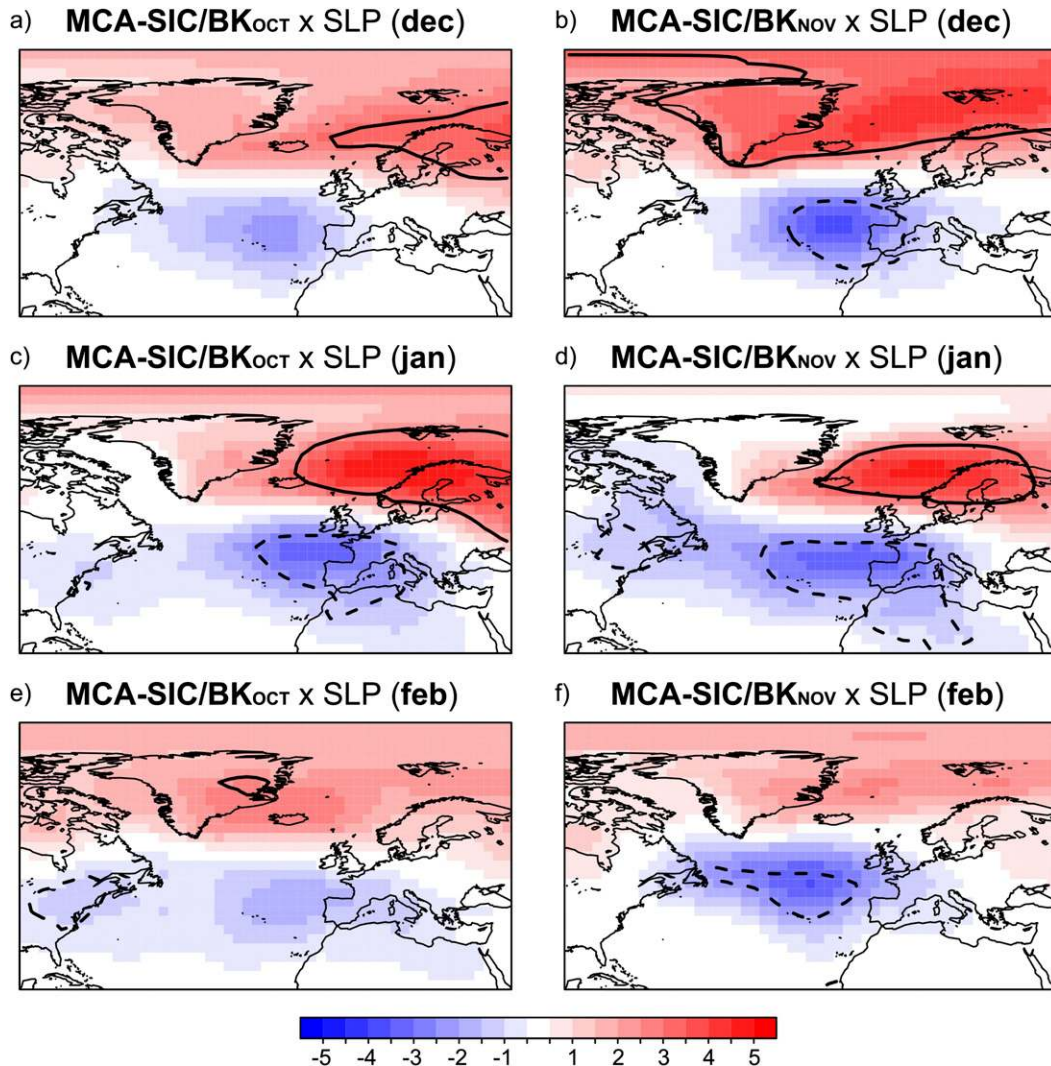 a) MCA-SIC/BKOCT x SLP (dec)
b) MCA-SIC/BKNOV x SLP (dec)
c) MCA-SIC/BKOCT x SLP (jan)
d) MCA-SIC/BKNOV x SLP (jan)
e) MCA-SIC/BKOCT x SLP (feb)
f) MCA-SIC/BKNOV x SLP (feb)
-5 -4 -3 -2 -1 1 2 3 4 5